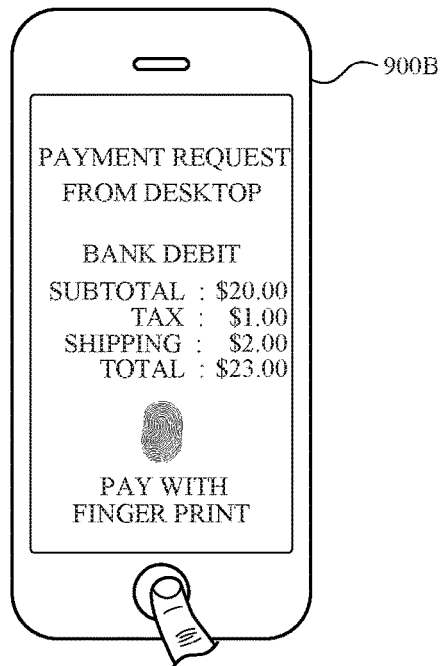 900B
PAYMENT REQUEST
FROM DESKTOP
BANK DEBIT
SUBTOTAL : $20.00
TAX : $1.00
SHIPPING : $2.00
TOTAL : $23.00
PAY WITH
FINGER PRINT